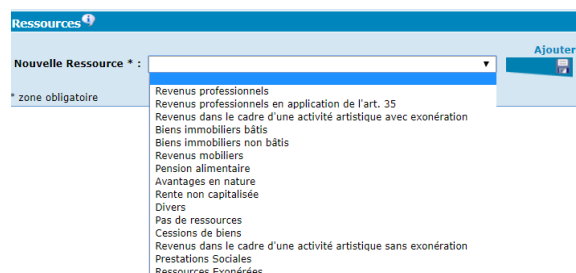 Ressources
Ajouter
Nouvelle Ressource * :
* zone obligatoire
Revenus professionnels
Revenus professionnels en application de l'art. 35
Revenus dans le cadre d'une activité artistique avec exonération
Biens immobiliers bâtis
Biens immobiliers non bâtis
Revenus mobiliers
Pension alimentaire
Avantages en nature
Rente non capitalisée
Divers
Pas de ressources
Cessions de biens
Revenus dans le cadre d'une activité artistique sans exonération
Prestations Sociales
Ressources Exonérées